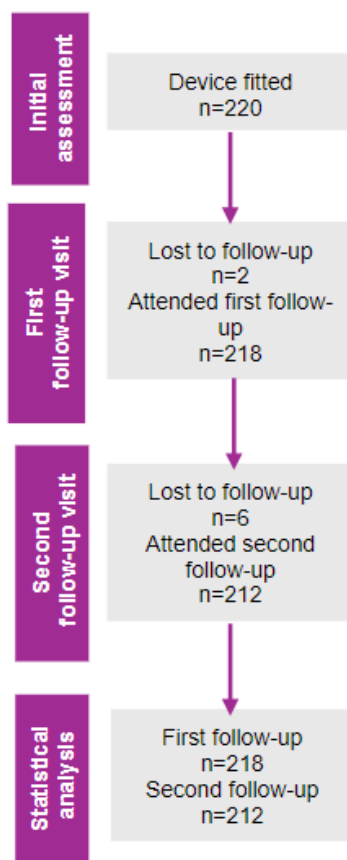 Initial
assessment
Device fitted
n=220
First
follow-up visit
Lost to follow-up
n=2
Attended first follow-
up
n=218
Second
follow-up visit
Lost to follow-up
n=6
Attended second
follow-up
n=212
Statistical
analysis
First follow-up
n=218
Second follow-up
n=212